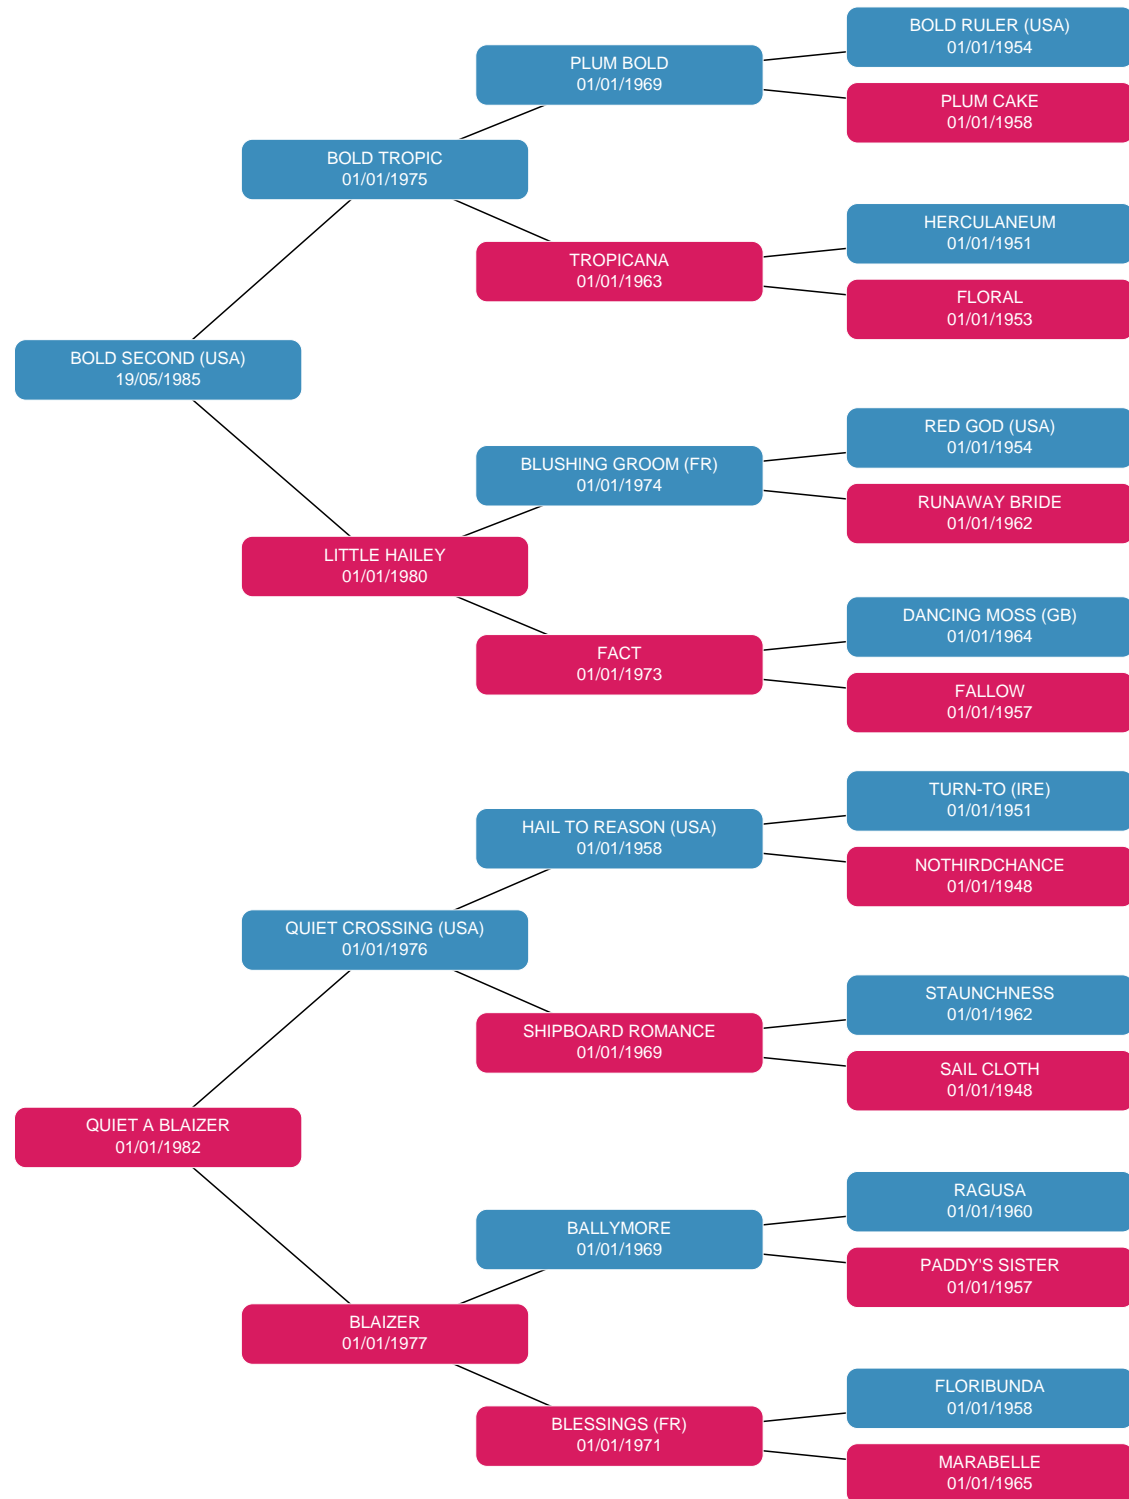 BOLD RULER (USA)
01/01/1954
PLUM BOLD
01/01/1969
PLUM CAKE
01/01/1958
BOLD TROPIC
01/01/1975
HERCULANEUM
01/01/1951
TROPICANA
01/01/1963
FLORAL
01/01/1953
BOLD SECOND (USA)
19/05/1985
RED GOD (USA)
01/01/1954
BLUSHING GROOM (FR)
01/01/1974
RUNAWAY BRIDE
01/01/1962
LITTLE HAILEY
01/01/1980
DANCING MOSS (GB)
01/01/1964
FACT
01/01/1973
FALLOW
01/01/1957
TURN-TO (IRE)
01/01/1951
HAIL TO REASON (USA)
01/01/1958
NOTHIRDCHANCE
01/01/1948
QUIET CROSSING (USA)
01/01/1976
STAUNCHNESS
01/01/1962
SHIPBOARD ROMANCE
01/01/1969
SAIL CLOTH
01/01/1948
QUIET A BLAIZER
01/01/1982
RAGUSA
01/01/1960
BALLYMORE
01/01/1969
PADDY'S SISTER
01/01/1957
BLAIZER
01/01/1977
FLORIBUNDA
01/01/1958
BLESSINGS (FR)
01/01/1971
MARABELLE
01/01/1965